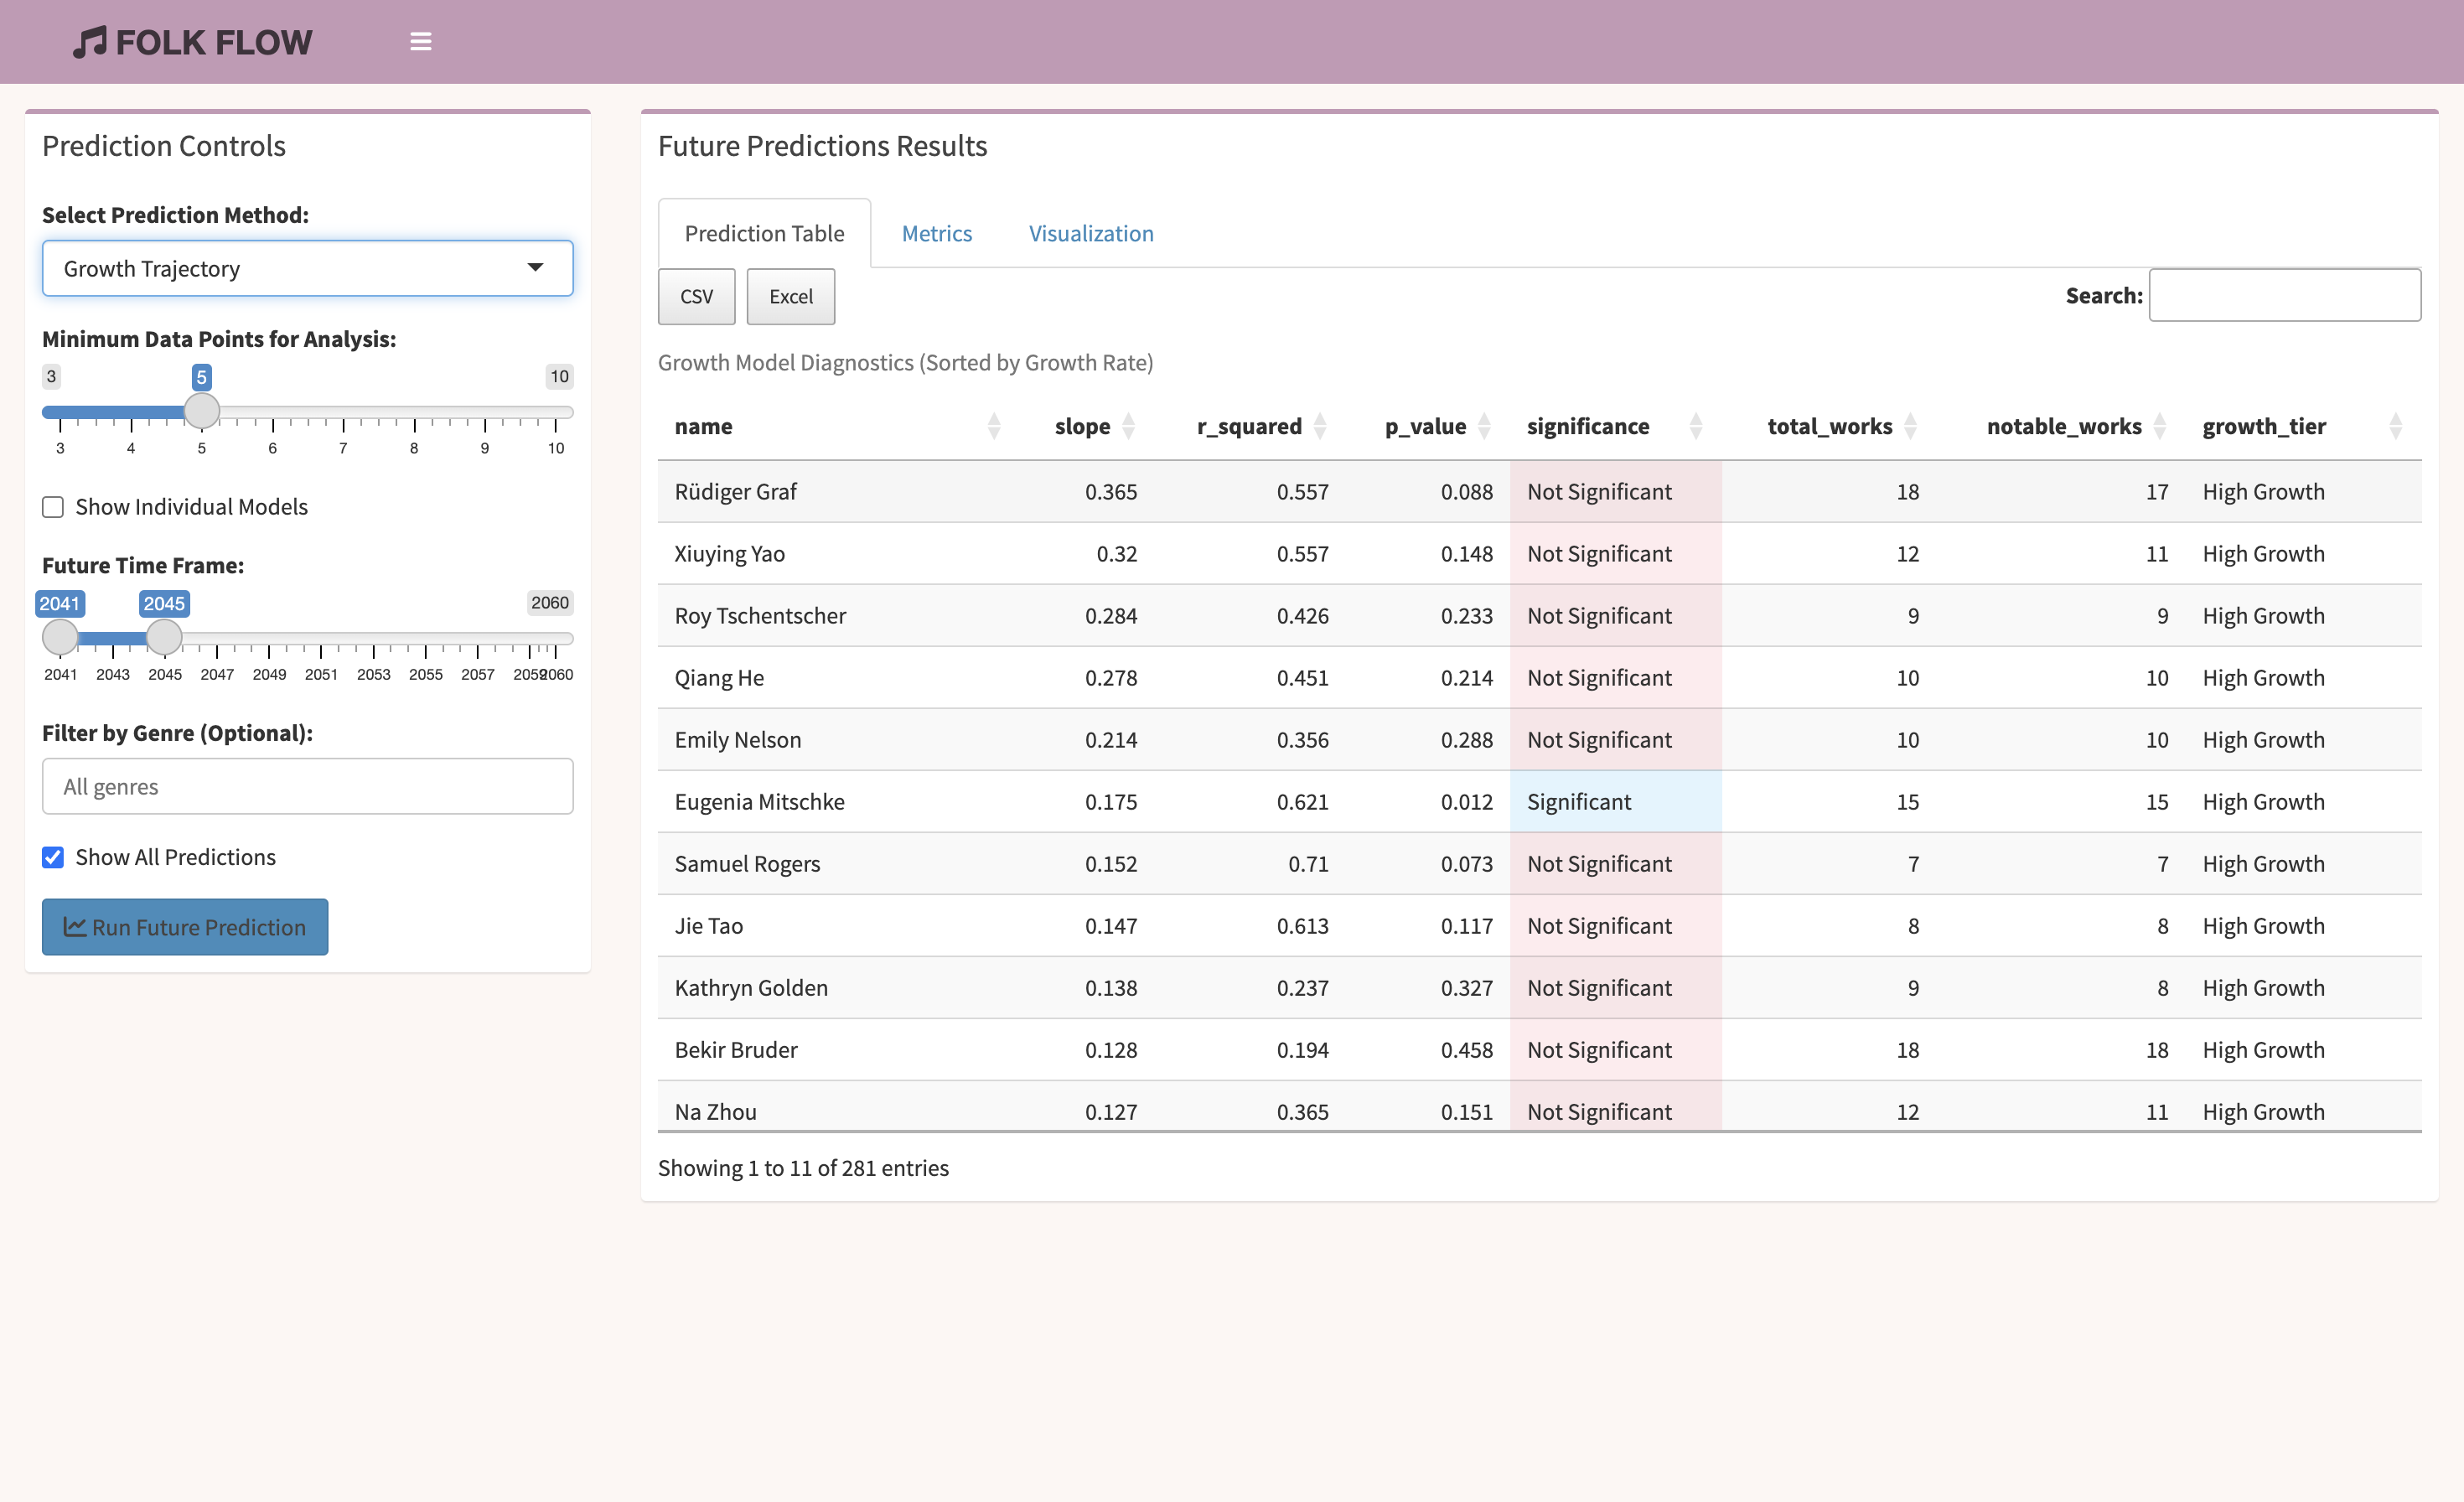 FOLK FLOW
Prediction Controls
Select Prediction Method:
Growth Trajectory
Minimum Data Points for Analysis:
3 5 10
3 4 5 6 7 8 9 10
Show Individual Models
Future Time Frame:
2041 2045 2060
2041 2043 2045 2047 2049 2051 2053 2055 2057 2059 2060
Filter by Genre (Optional):
All genres
Show All Predictions
Run Future Prediction
Future Predictions Results
Prediction Table Metrics Visualization
CSV Excel Search:
Growth Model Diagnostics (Sorted by Growth Rate)
name slope r_squared p_value significance total_works notable_works growth_tier
Rüdiger Graf 0.365 0.557 0.088 Not Significant 18 17 High Growth
Xiuying Yao 0.32 0.557 0.148 Not Significant 12 11 High Growth
Roy Tschentscher 0.284 0.426 0.233 Not Significant 9 9 High Growth
Qiang He 0.278 0.451 0.214 Not Significant 10 10 High Growth
Emily Nelson 0.214 0.356 0.288 Not Significant 10 10 High Growth
Eugenia Mitschke 0.175 0.621 0.012 Significant 15 15 High Growth
Samuel Rogers 0.152 0.71 0.073 Not Significant 7 7 High Growth
Jie Tao 0.147 0.613 0.117 Not Significant 8 8 High Growth
Kathryn Golden 0.138 0.237 0.327 Not Significant 9 8 High Growth
Bekir Bruder 0.128 0.194 0.458 Not Significant 18 18 High Growth
Na Zhou 0.127 0.365 0.151 Not Significant 12 11 High Growth
Showing 1 to 11 of 281 entries